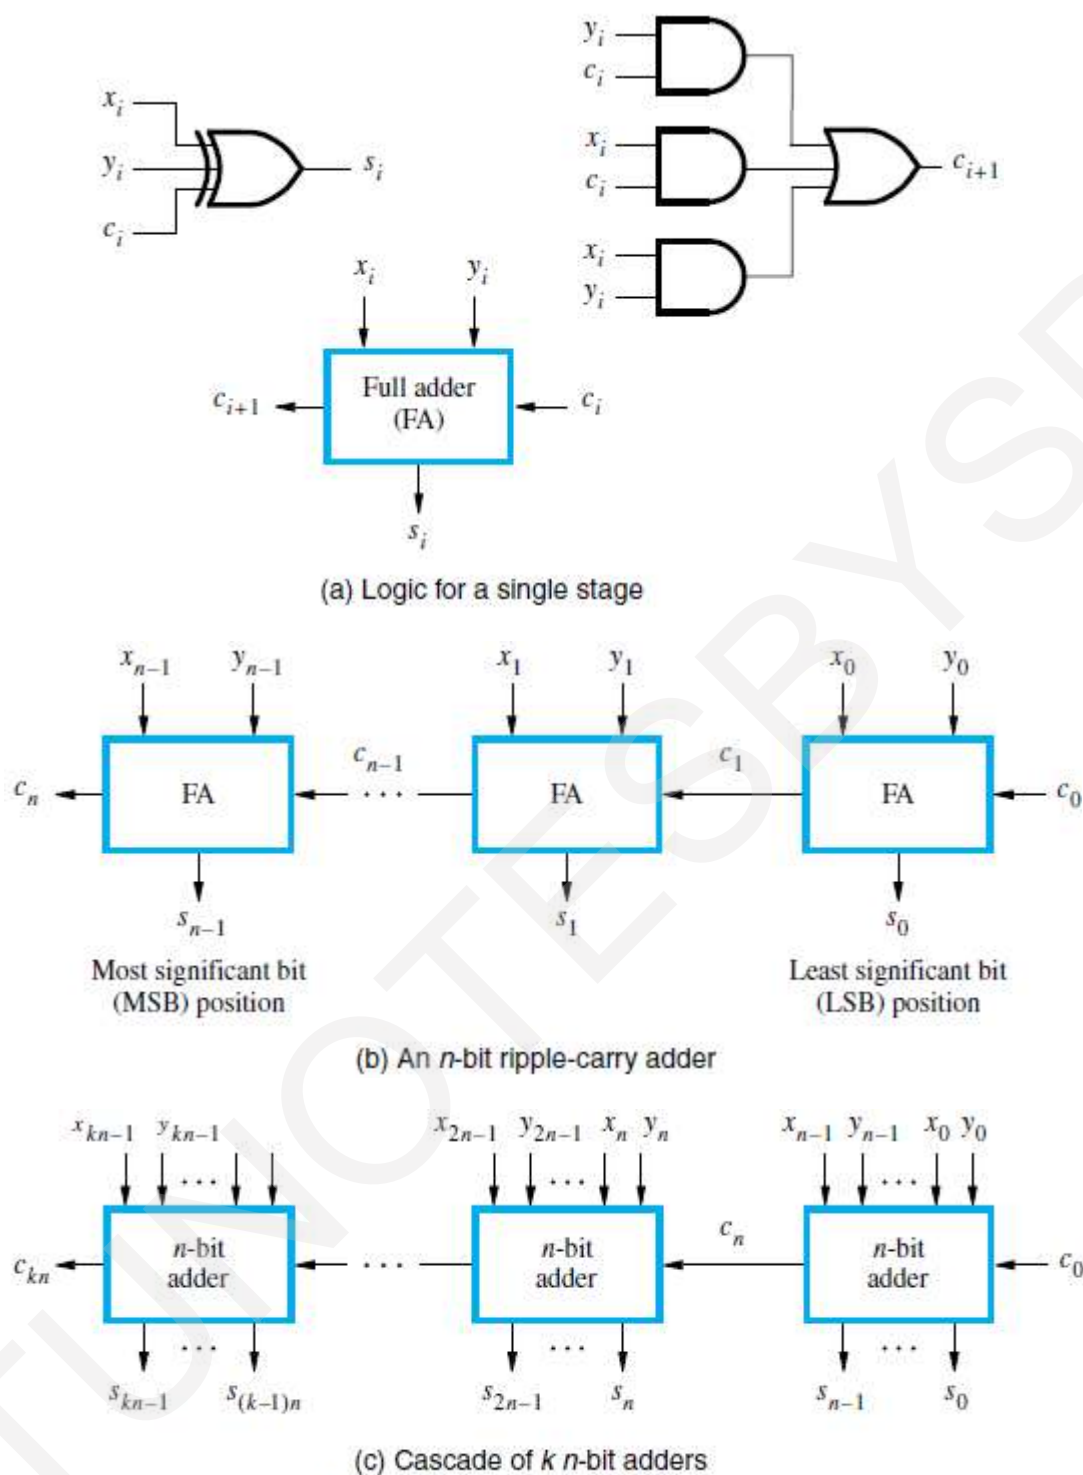 y_i
c_i
x_i
y_i
s_i
c_i
x_i
c_i
c_{i+1}
x_i
y_i
x_i
y_i
Full adder
(FA)
c_{i+1}
c_i
s_i
(a) Logic for a single stage
x_{n–1} y_{n–1} x_1 y_1 x_0 y_0
c_{n–1} c_1
c_n FA . . . FA FA c_0
s_{n–1} s_1 s_0
Most significant bit
(MSB) position
Least significant bit
(LSB) position
(b) An n-bit ripple-carry adder
x_{kn–1} y_{kn–1} x_{2n–1} y_{2n–1} x_n y_n x_{n–1} y_{n–1} x_0 y_0
. . . . . . . . .
c_n
n-bit
adder
n-bit
adder
n-bit
adder
c_{kn} . . . c_0
. . . . . . . . .
s_{kn–1} s_{(k–1)n} s_{2n–1} s_n s_{n–1} s_0
(c) Cascade of k n-bit adders
TUNOTESBYSR